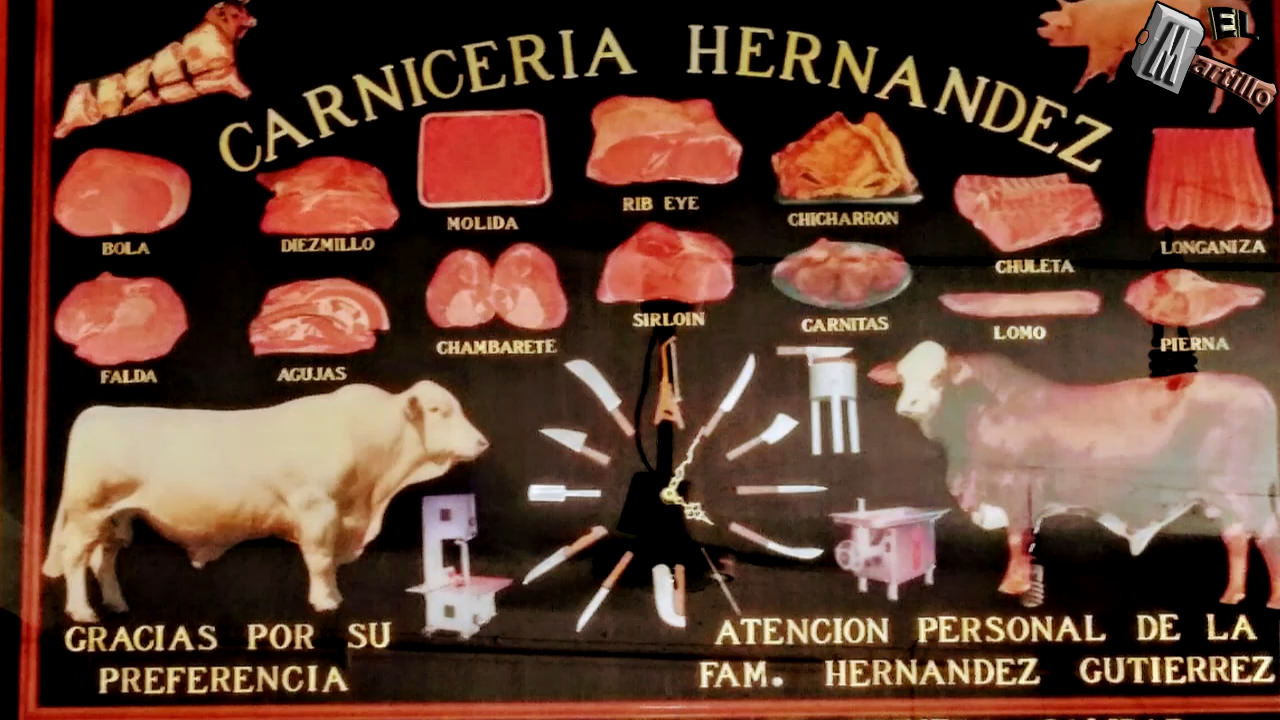 EL
Martillo
CARNICERIA HERNANDEZ
BOLA
DIEZMILLO
MOLIDA
RIB EYE
CHICHARRON
CHULETA
LONGANIZA
FALDA
AGUJAS
CHAMBARETE
SIRLOIN
CARNITAS
LOMO
PIERNA
GRACIAS POR SU
PREFERENCIA
ATENCION PERSONAL DE LA
FAM. HERNANDEZ GUTIERREZ